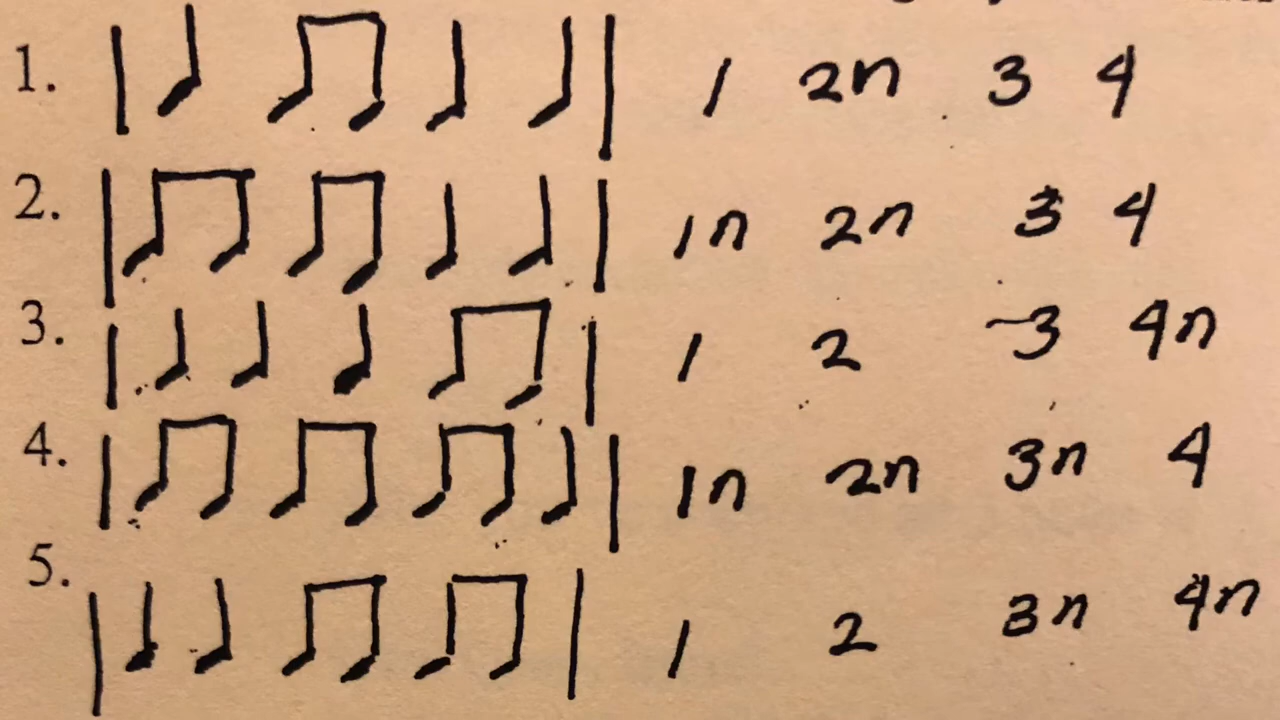 1. 1 2n 3 4
2. 1n 2n 3 4
3. 1 2 3 4n
4. 1n 2n 3n 4
5. 1 2 3n 4n